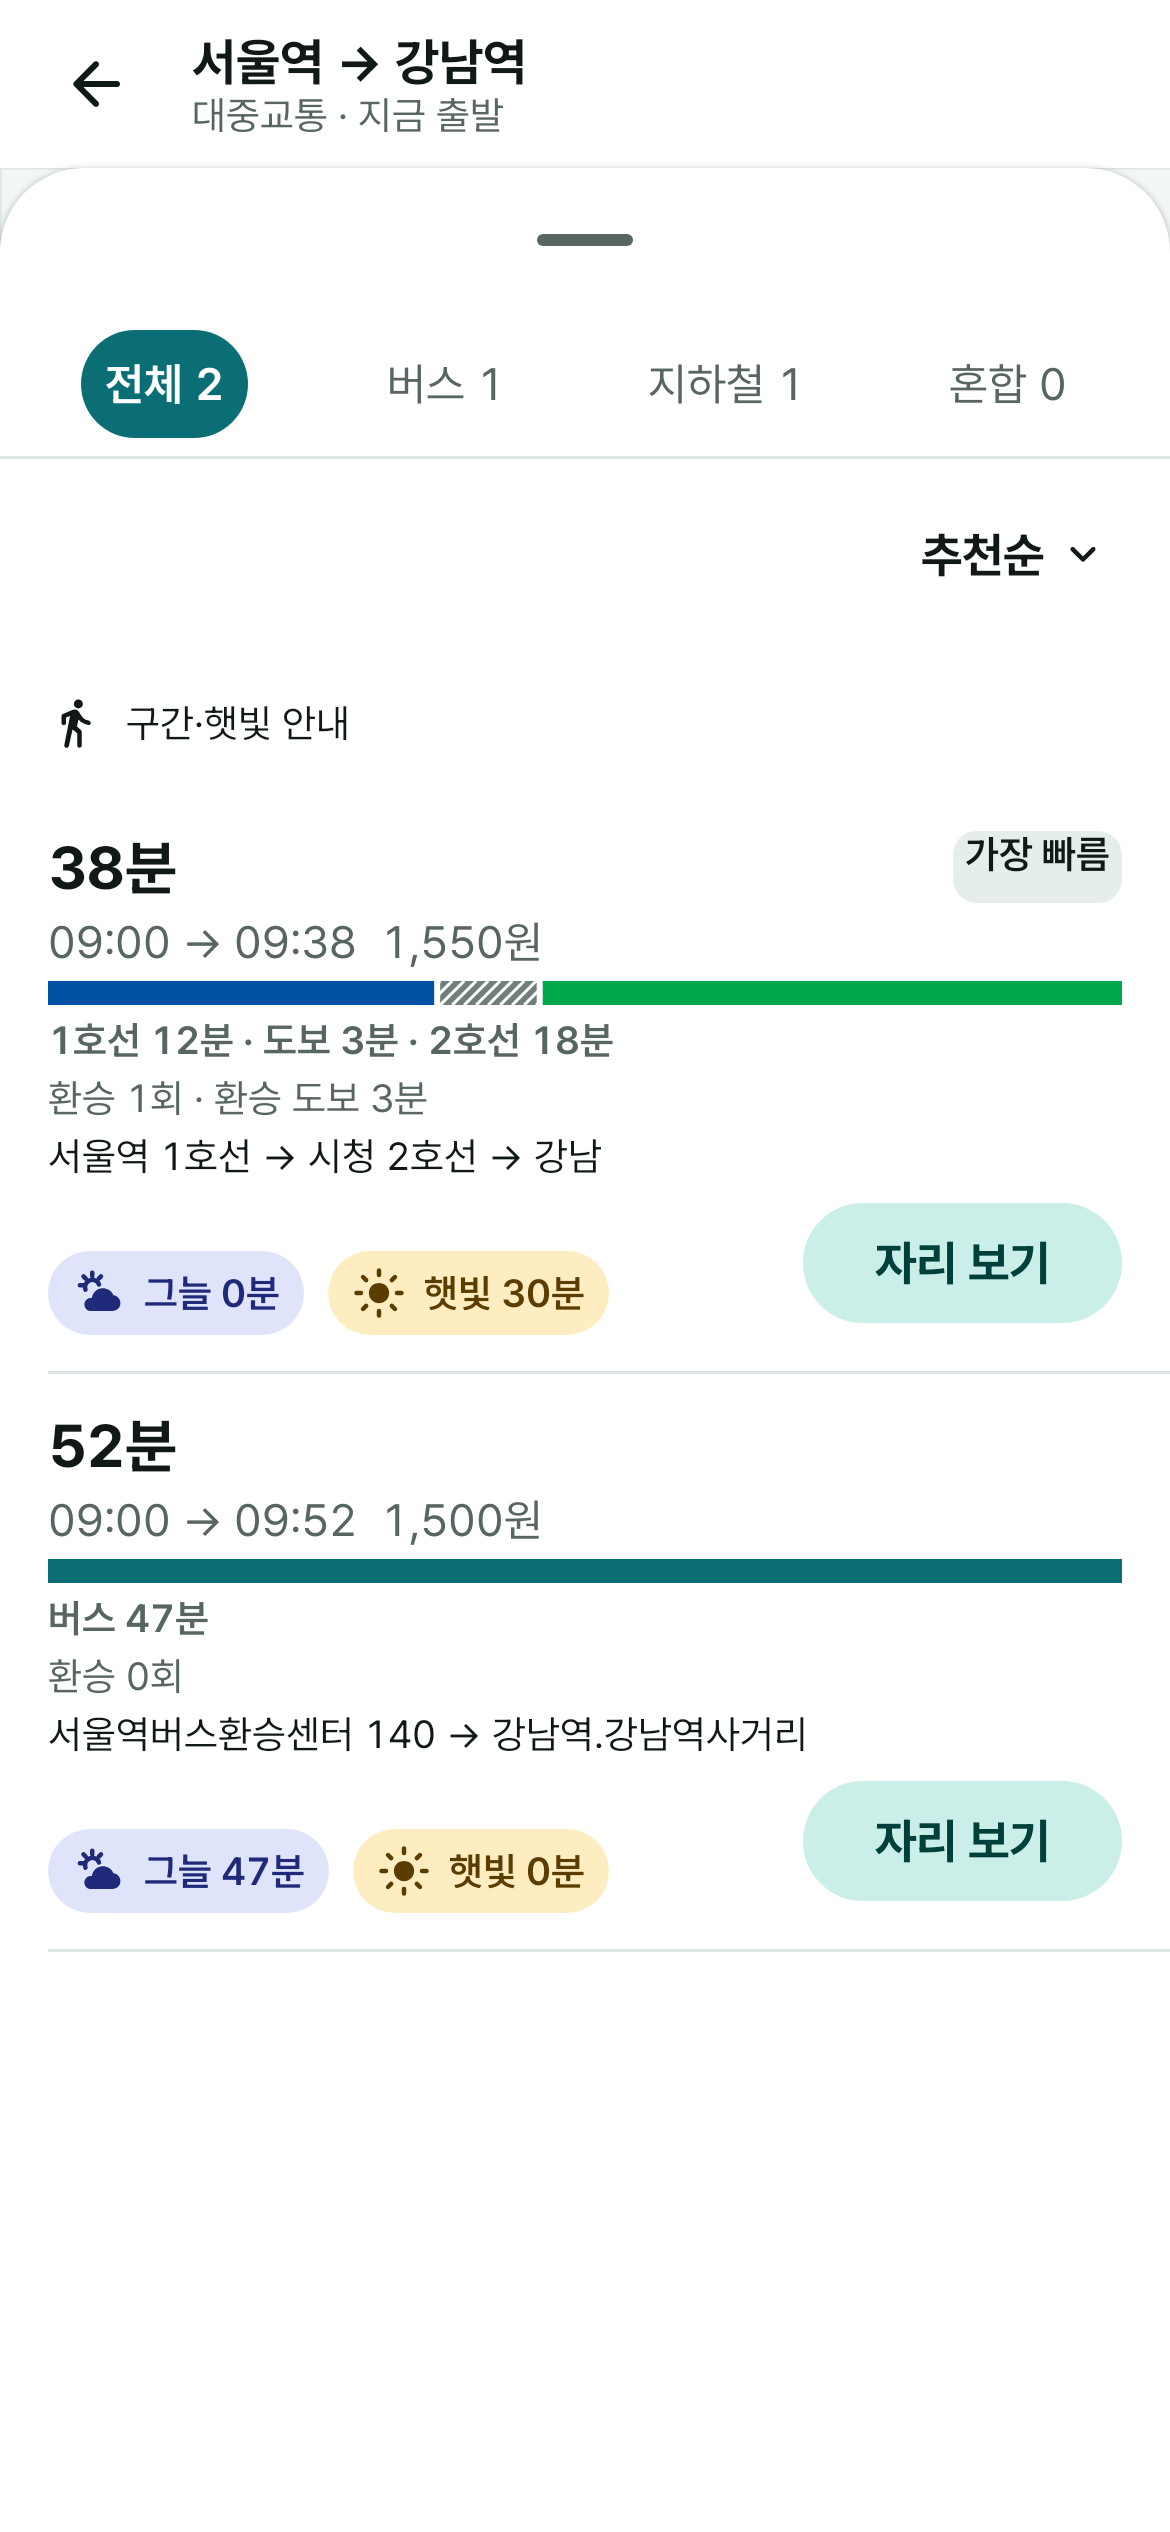 서울역 → 강남역
대중교통 · 지금 출발
전체 2
버스 1
지하철 1
혼합 0
추천순
구간·햇빛 안내
38분
가장 빠름
09:00 → 09:38 1,550원
1호선 12분 · 도보 3분 · 2호선 18분
환승 1회 · 환승 도보 3분
서울역 1호선 → 시청 2호선 → 강남
자리 보기
그늘 0분
햇빛 30분
52분
09:00 → 09:52 1,500원
버스 47분
환승 0회
서울역버스환승센터 140 → 강남역.강남역사거리
자리 보기
그늘 47분
햇빛 0분